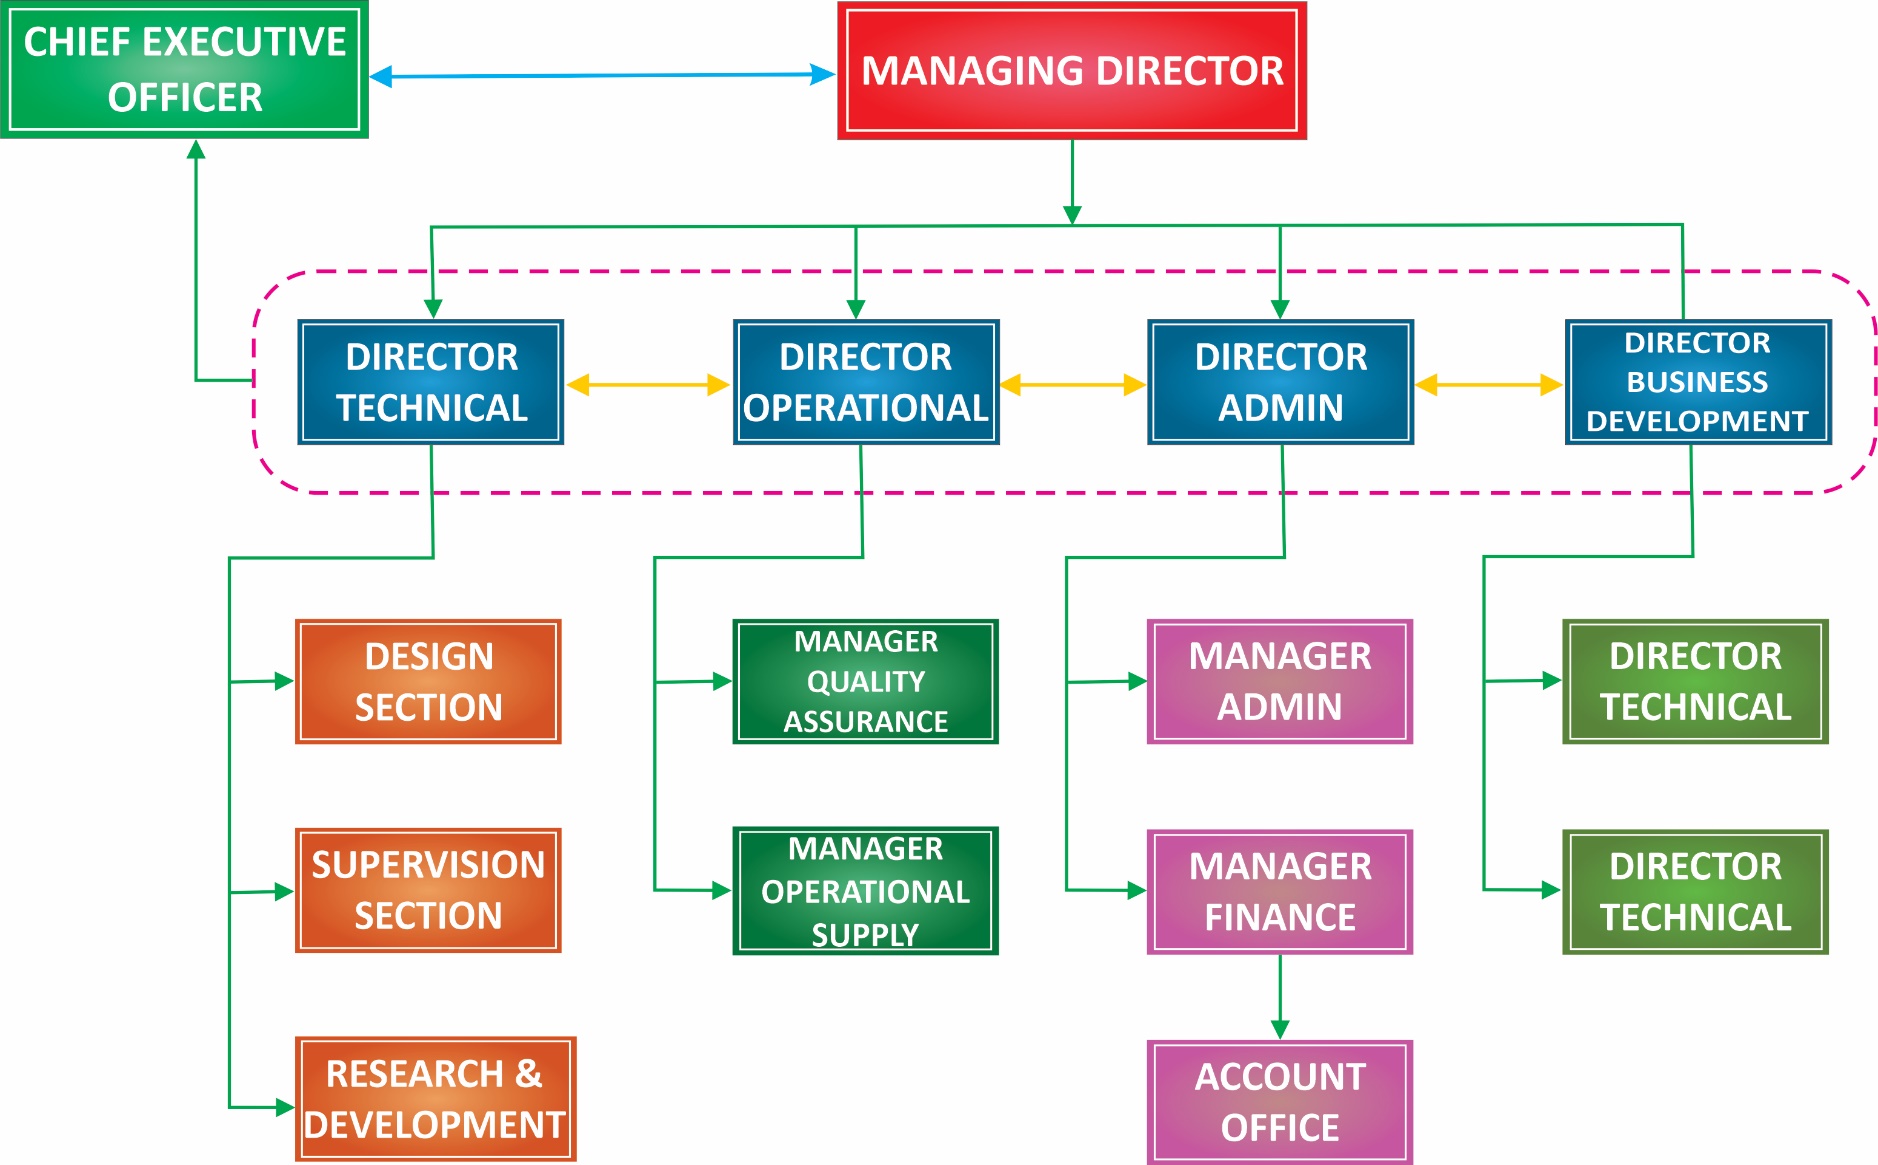 CHIEF EXECUTIVE
OFFICER
MANAGING DIRECTOR
DIRECTOR
TECHNICAL
DIRECTOR
OPERATIONAL
DIRECTOR
ADMIN
DIRECTOR
BUSINESS
DEVELOPMENT
DESIGN
SECTION
MANAGER
QUALITY
ASSURANCE
MANAGER
ADMIN
DIRECTOR
TECHNICAL
SUPERVISION
SECTION
MANAGER
OPERATIONAL
SUPPLY
MANAGER
FINANCE
DIRECTOR
TECHNICAL
RESEARCH &
DEVELOPMENT
ACCOUNT
OFFICE